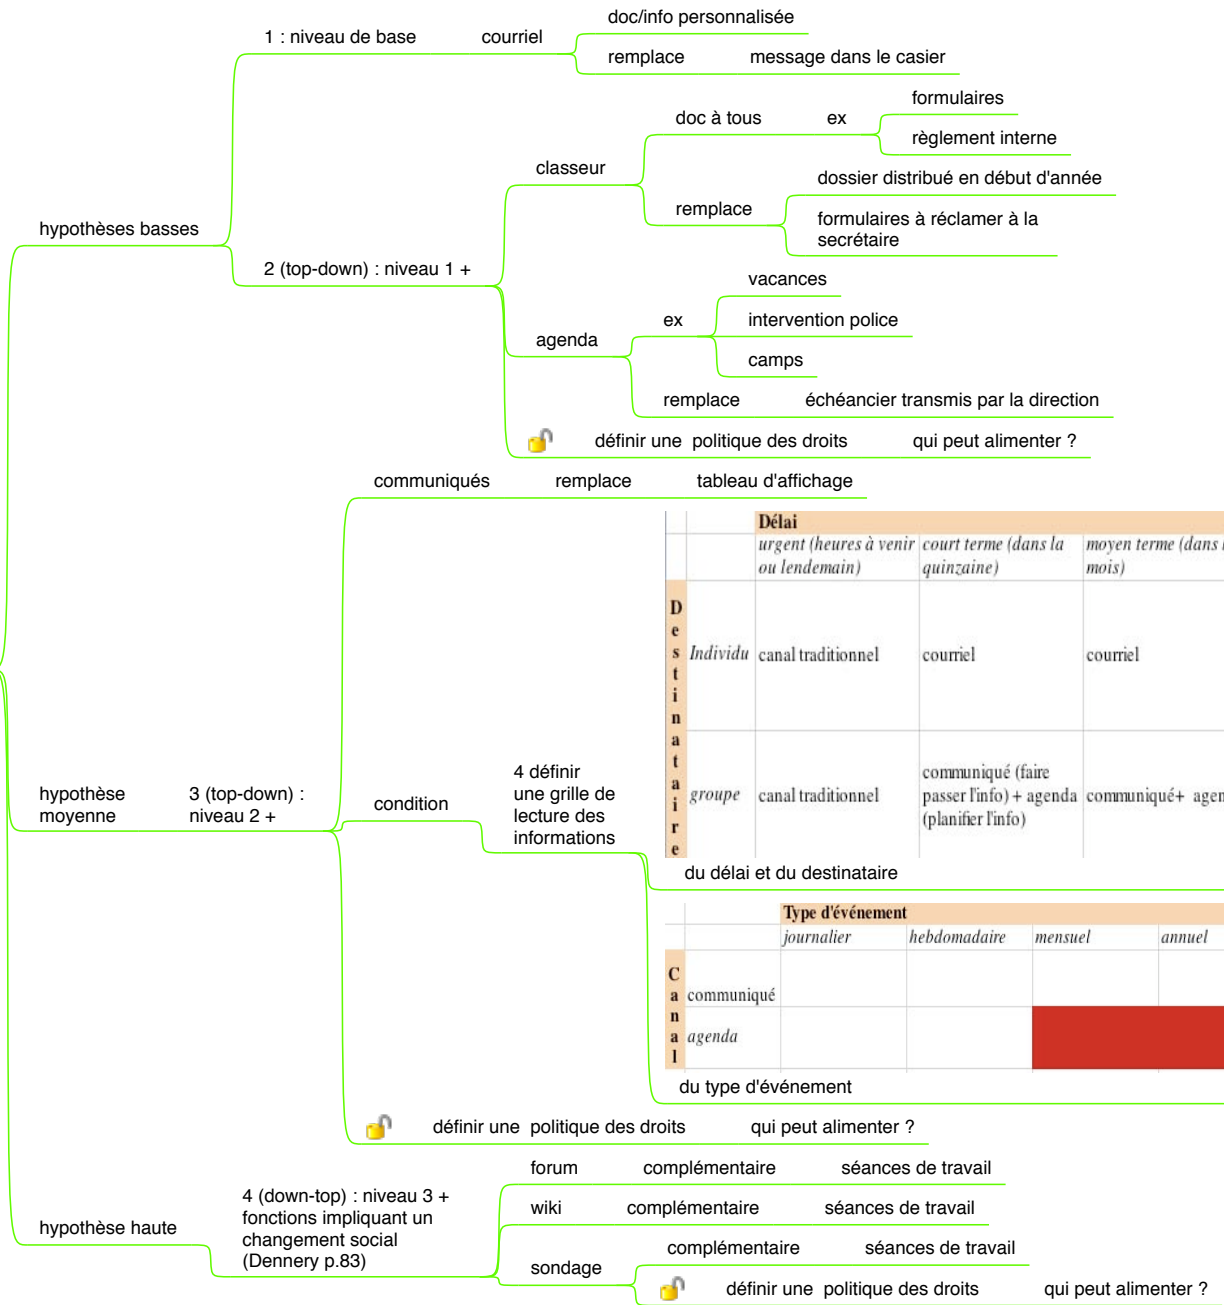 doc/info personnalisée
1 : niveau de base
courriel
remplace
message dans le casier
formulaires
doc à tous
ex
règlement interne
classeur
dossier distribué en début d'année
remplace
formulaires à réclamer à la
secrétaire
hypothèses basses
2 (top-down) : niveau 1 +
vacances
ex
intervention police
agenda
camps
remplace
échéancier transmis par la direction
définir une  politique des droits
qui peut alimenter ?
communiqués
remplace
tableau d'affichage
Délai
urgent (heures à venir
ou lendemain)
court terme (dans la
quinzaine)
moyen terme (dans
mois)
Destinataire
Individu
canal traditionnel
courriel
courriel
groupe
canal traditionnel
communiqué (faire
passer l'info) + agenda
(planifier l'info)
communiqué+ agen
hypothèse
moyenne
3 (top-down) :
niveau 2 +
condition
4 définir
une grille de
lecture des
informations
du délai et du destinataire
Type d'événement
journalier
hebdomadaire
mensuel
annuel
Canal
communiqué
agenda
du type d'événement
définir une  politique des droits
qui peut alimenter ?
forum
complémentaire
séances de travail
hypothèse haute
4 (down-top) : niveau 3 +
fonctions impliquant un
changement social
(Dennery p.83)
wiki
complémentaire
séances de travail
sondage
complémentaire
séances de travail
définir une  politique des droits
qui peut alimenter ?